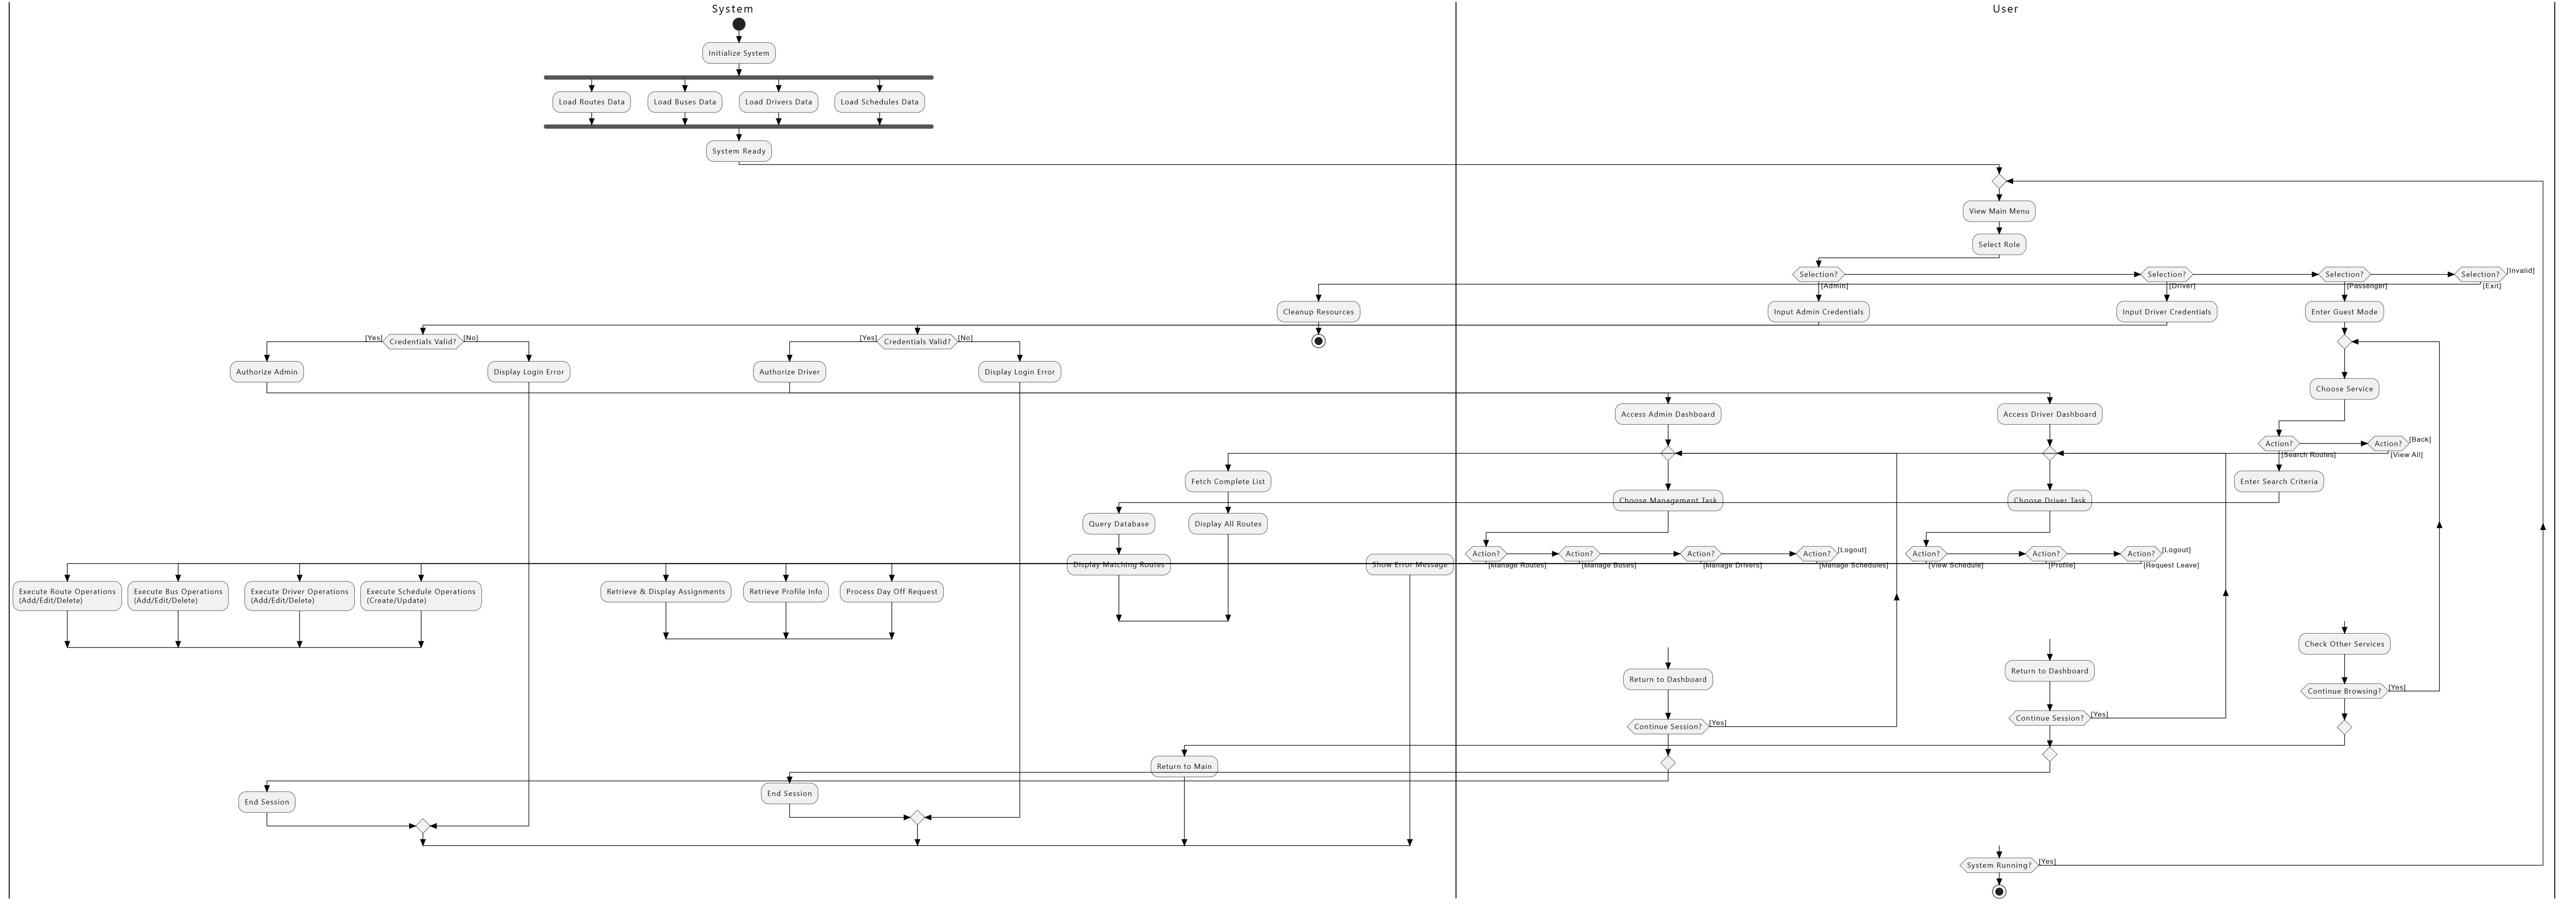 System
User
Initialize System
Load Routes Data
Load Buses Data
Load Drivers Data
Load Schedules Data
System Ready
View Main Menu
Select Role
Selection?
[Admin]
Selection?
[Driver]
Selection?
[Passenger]
Selection?
[Invalid]
[Exit]
Cleanup Resources
Input Admin Credentials
Input Driver Credentials
Enter Guest Mode
[Yes]
Credentials Valid?
[No]
[Yes]
Credentials Valid?
[No]
Authorize Admin
Display Login Error
Authorize Driver
Display Login Error
Choose Service
Access Admin Dashboard
Access Driver Dashboard
Action?
[Search Routes]
Action?
[Back]
[View All]
Fetch Complete List
Enter Search Criteria
Choose Management Task
Choose Driver Task
Query Database
Display All Routes
Action?
[Manage Routes]
Action?
[Manage Buses]
Action?
[Manage Drivers]
Action?
[Logout]
[Manage Schedules]
Action?
[View Schedule]
Action?
[Profile]
Action?
[Logout]
[Request Leave]
Display Matching Routes
Show Error Message
Execute Route Operations
(Add/Edit/Delete)
Execute Bus Operations
(Add/Edit/Delete)
Execute Driver Operations
(Add/Edit/Delete)
Execute Schedule Operations
(Create/Update)
Retrieve & Display Assignments
Retrieve Profile Info
Process Day Off Request
Check Other Services
Return to Dashboard
Return to Dashboard
Continue Browsing?
[Yes]
Continue Session?
[Yes]
Continue Session?
[Yes]
Return to Main
End Session
End Session
System Running?
[Yes]